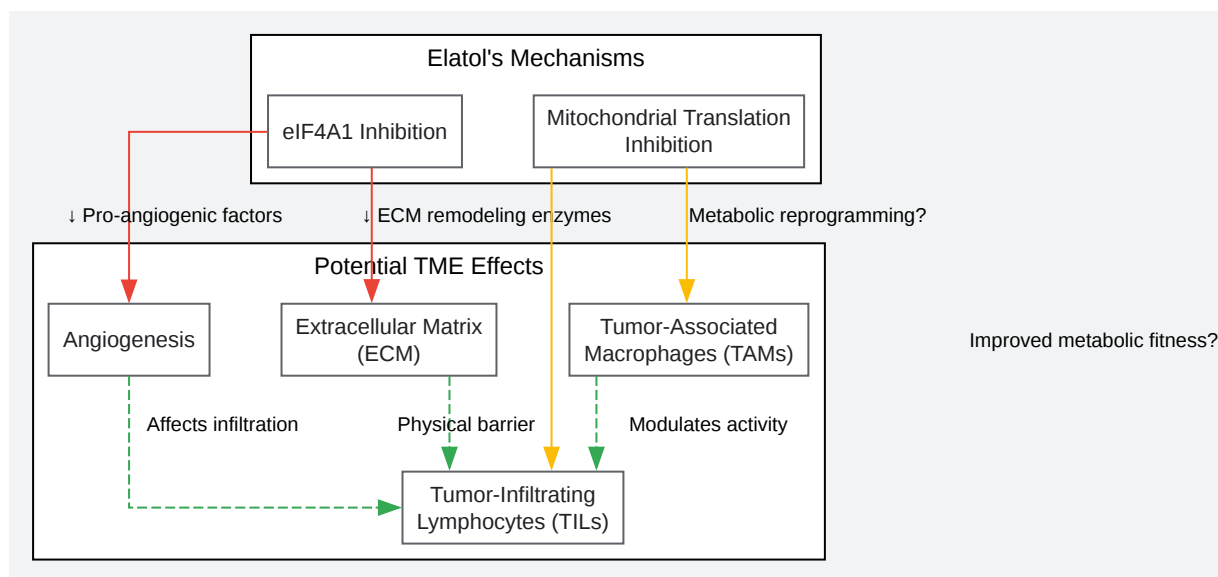 Elatol's Mechanisms
eIF4A1 Inhibition
Mitochondrial Translation
Inhibition
↓ Pro-angiogenic factors
↓ ECM remodeling enzymes
Metabolic reprogramming?
Potential TME Effects
Angiogenesis
Extracellular Matrix
(ECM)
Tumor-Associated
Macrophages (TAMs)
Improved metabolic fitness?
Affects infiltration
Physical barrier
Modulates activity
Tumor-Infiltrating
Lymphocytes (TILs)